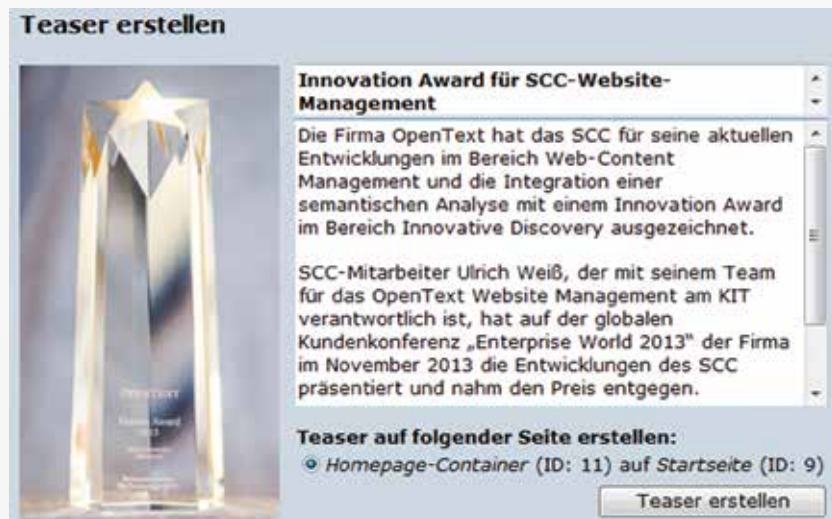 Teaser erstellen
Innovation Award für SCC-Website-
Management
Die Firma OpenText hat das SCC für seine aktuellen
Entwicklungen im Bereich Web-Content
Management und die Integration einer
semantischen Analyse mit einem Innovation Award
im Bereich Innovative Discovery ausgezeichnet.
SCC-Mitarbeiter Ulrich Weiß, der mit seinem Team
für das OpenText Website Management am KIT
verantwortlich ist, hat auf der globalen
Kundenkonferenz „Enterprise World 2013" der Firma
im November 2013 die Entwicklungen des SCC
präsentiert und nahm den Preis entgegen.
Teaser auf folgender Seite erstellen:
Homepage-Container (ID: 11) auf Startseite (ID: 9)
Teaser erstellen